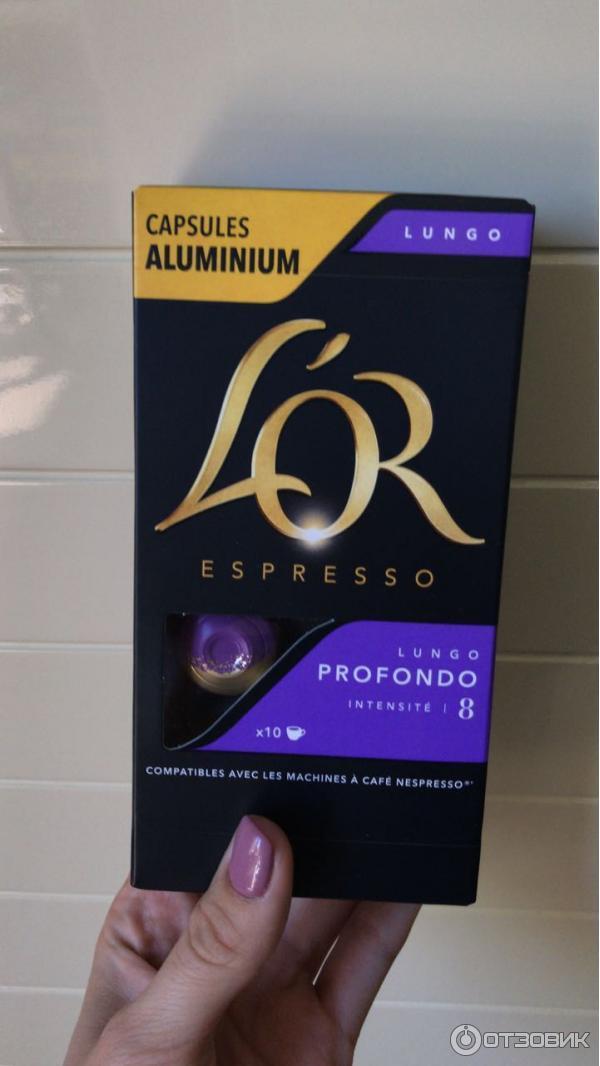 CAPSULES
ALUMINIUM
LUNGO
L'OR
ESPRESSO
LUNGO
PROFONDO
INTENSITÉ | 8
x10
COMPATIBLES AVEC LES MACHINES À CAFÉ NESPRESSO®*
ОТЗОВИК